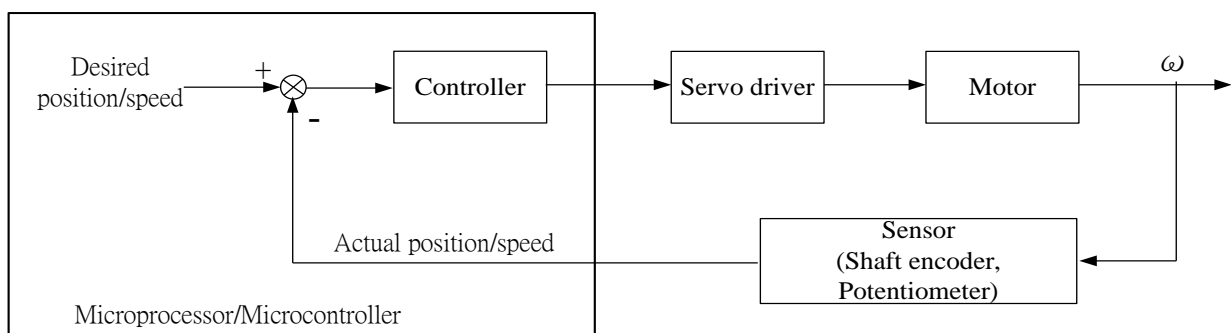 Desired
position/speed
+
-
Controller
Servo driver
Motor
ω
Actual position/speed
Sensor
(Shaft encoder,
Potentiometer)
Microprocessor/Microcontroller